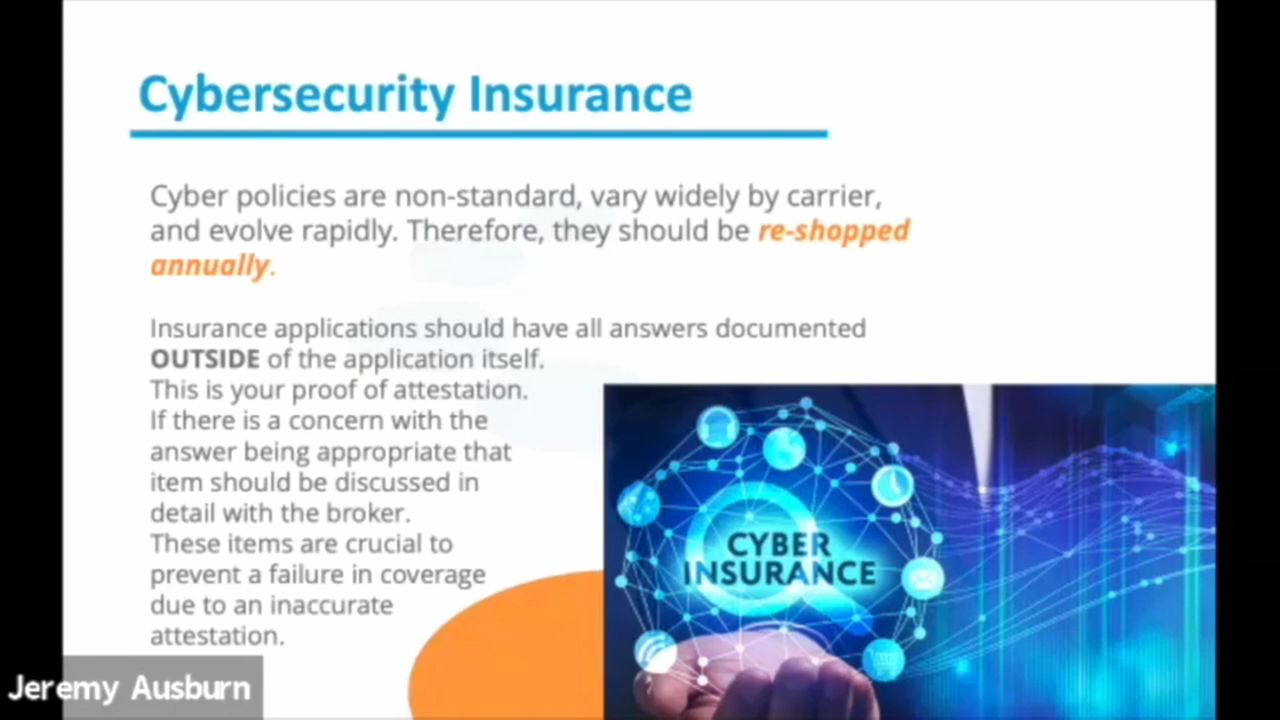 Cybersecurity Insurance
Cyber policies are non-standard, vary widely by carrier,
and evolve rapidly. Therefore, they should be re-shopped
annually.
Insurance applications should have all answers documented
OUTSIDE of the application itself.
This is your proof of attestation.
If there is a concern with the
answer being appropriate that
item should be discussed in
detail with the broker.
These items are crucial to
prevent a failure in coverage
due to an inaccurate
attestation.
CYBER
INSURANCE
Jeremy Ausburn